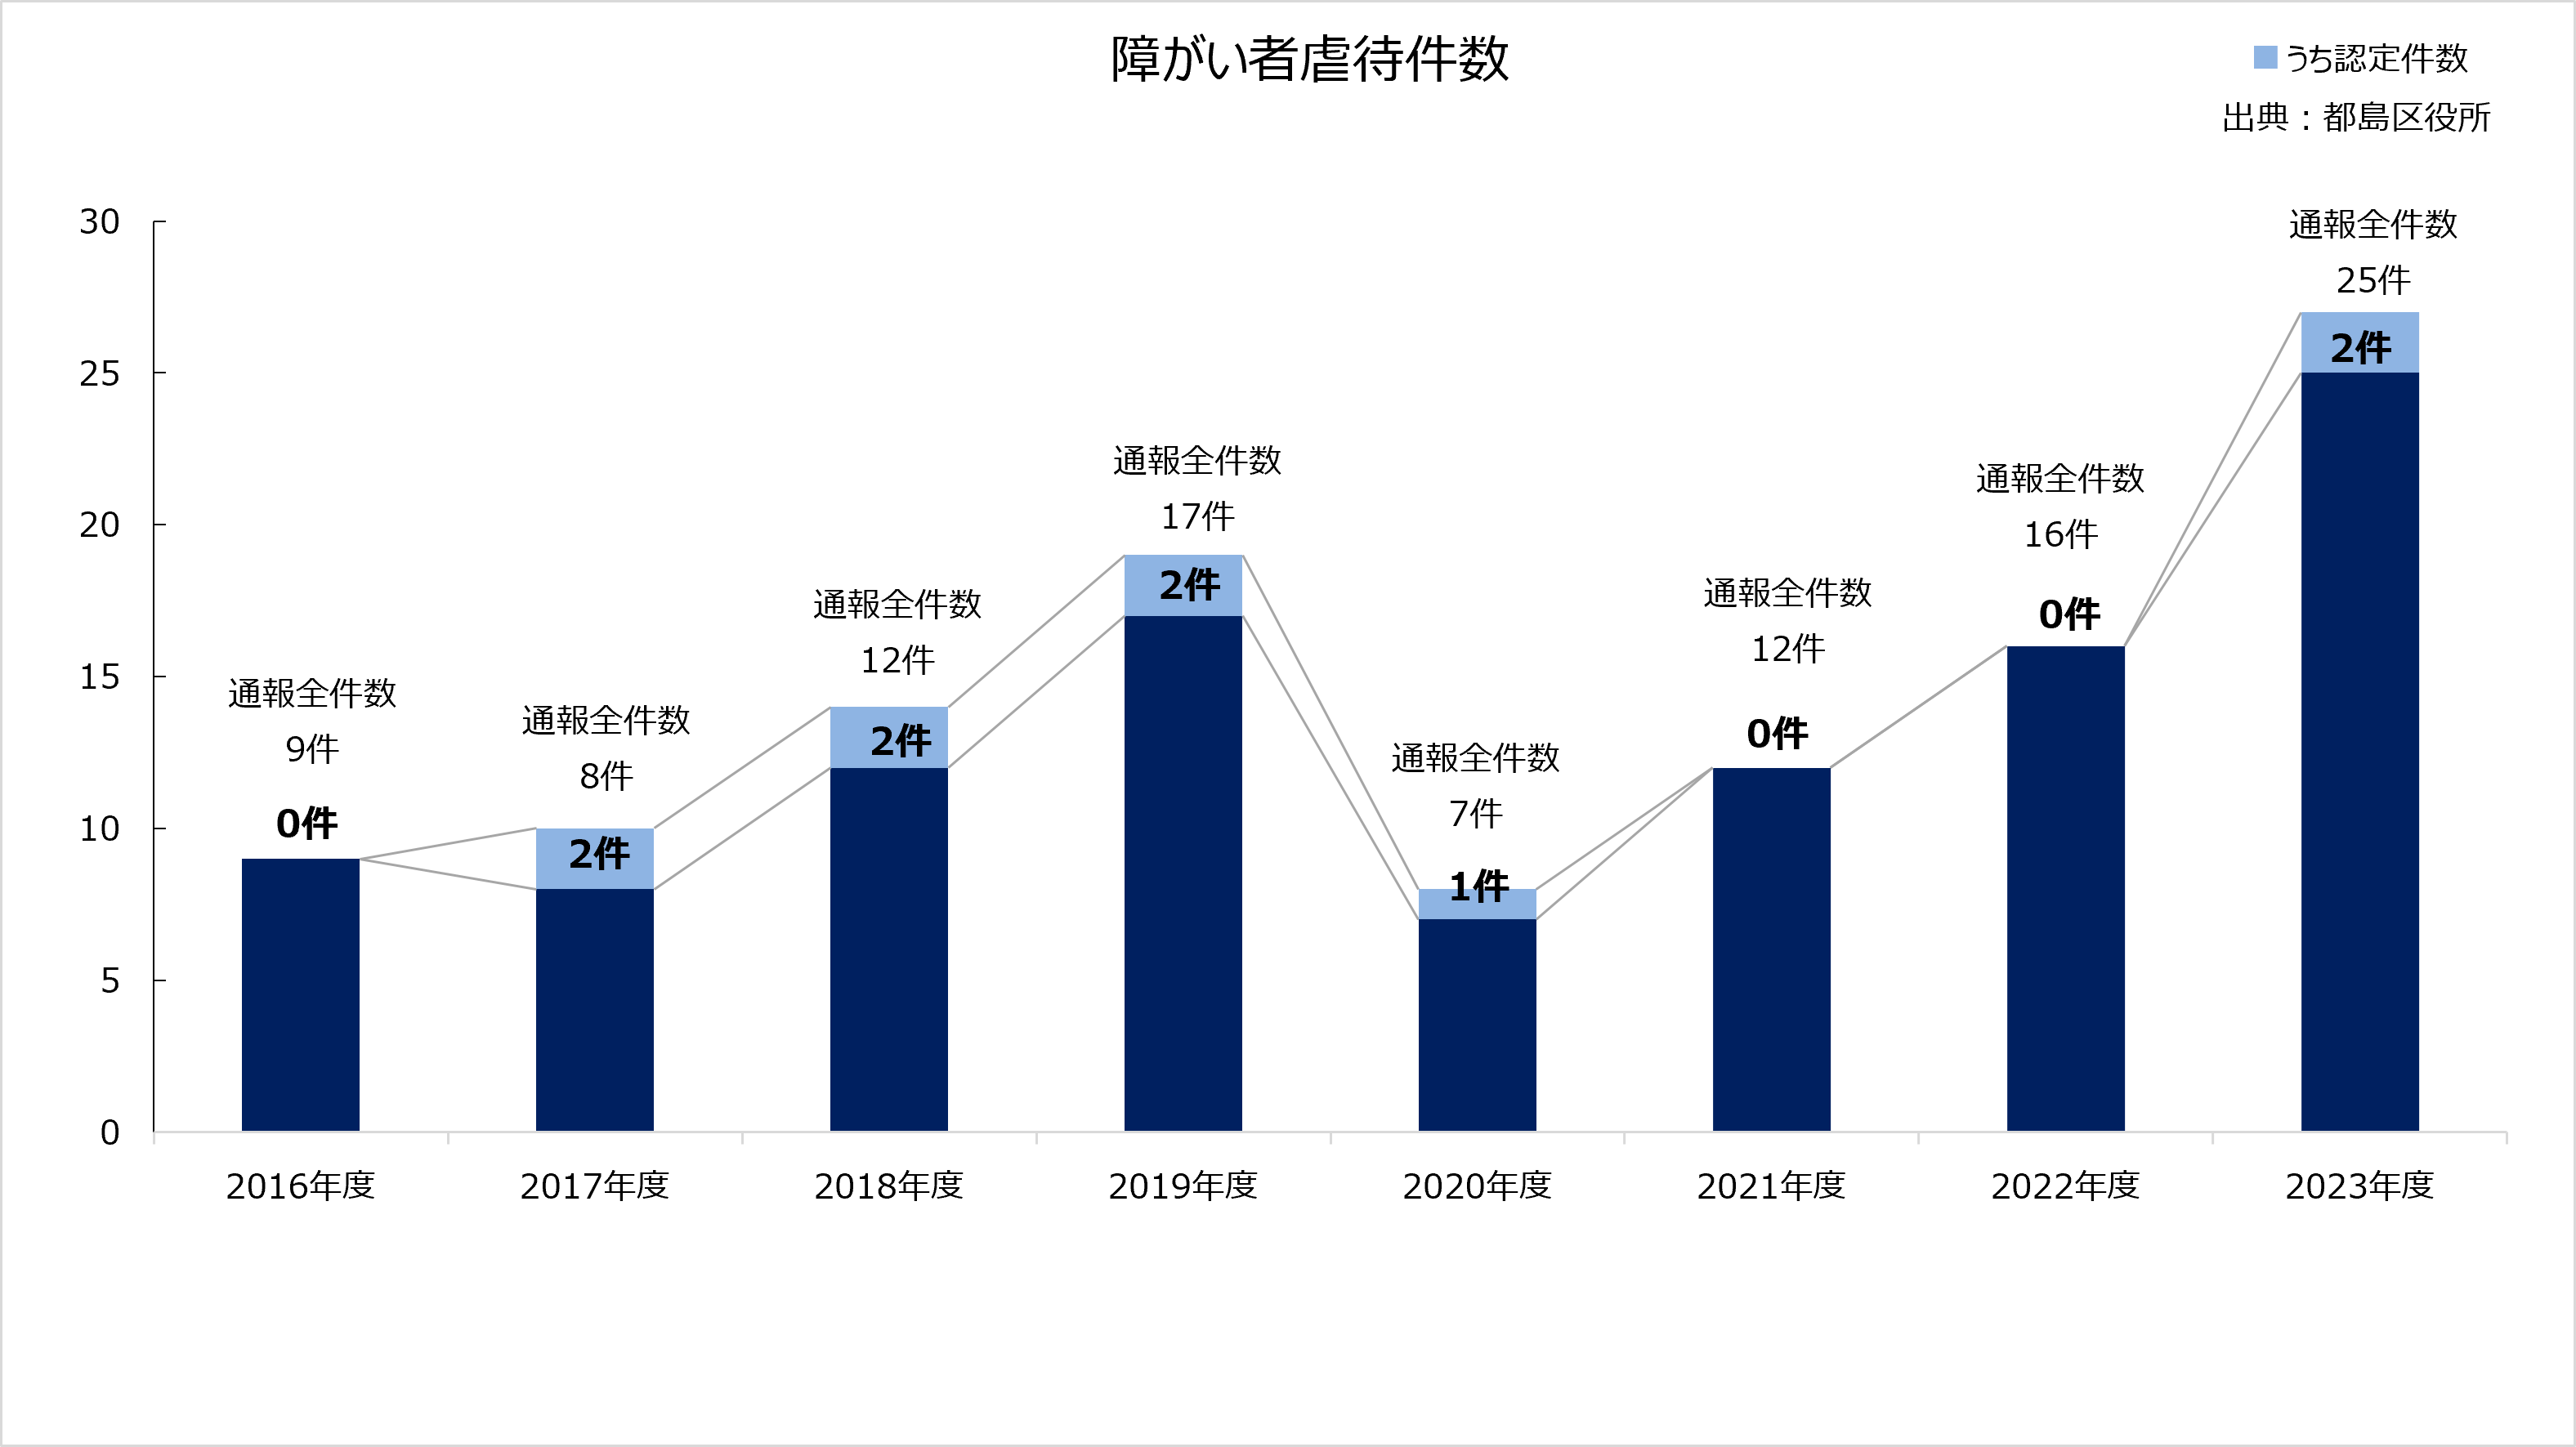 障がい者虐待件数
うち認定件数
出典：都島区役所
30
25
20
15
10
5
0
通報全件数
9件
0件
通報全件数
8件
2件
通報全件数
12件
2件
通報全件数
17件
2件
通報全件数
7件
1件
通報全件数
12件
0件
通報全件数
16件
0件
通報全件数
25件
2件
2016年度
2017年度
2018年度
2019年度
2020年度
2021年度
2022年度
2023年度